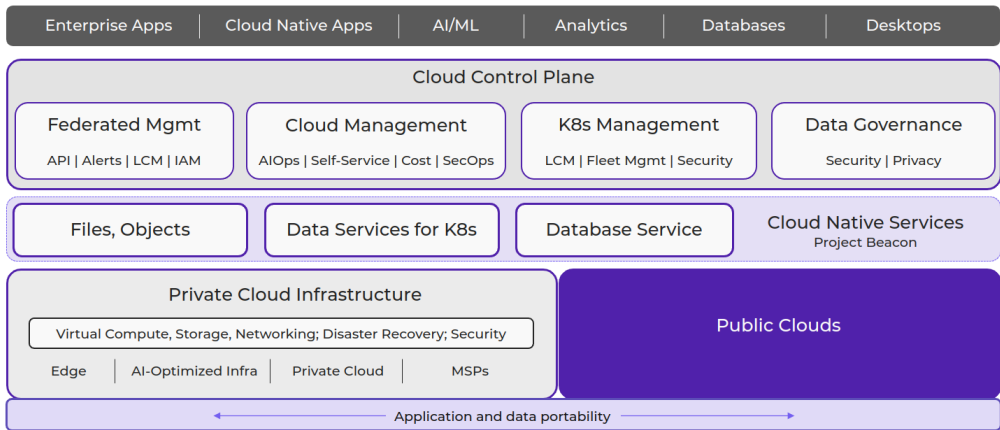 Enterprise Apps | Cloud Native Apps | AI/ML | Analytics | Databases | Desktops
Cloud Control Plane
Federated Mgmt
API | Alerts | LCM | IAM
Cloud Management
AIOps | Self-Service | Cost | SecOps
K8s Management
LCM | Fleet Mgmt | Security
Data Governance
Security | Privacy
Files, Objects
Data Services for K8s
Database Service
Cloud Native Services
Project Beacon
Private Cloud Infrastructure
Virtual Compute, Storage, Networking; Disaster Recovery; Security
Edge | AI-Optimized Infra | Private Cloud | MSPs
Public Clouds
Application and data portability